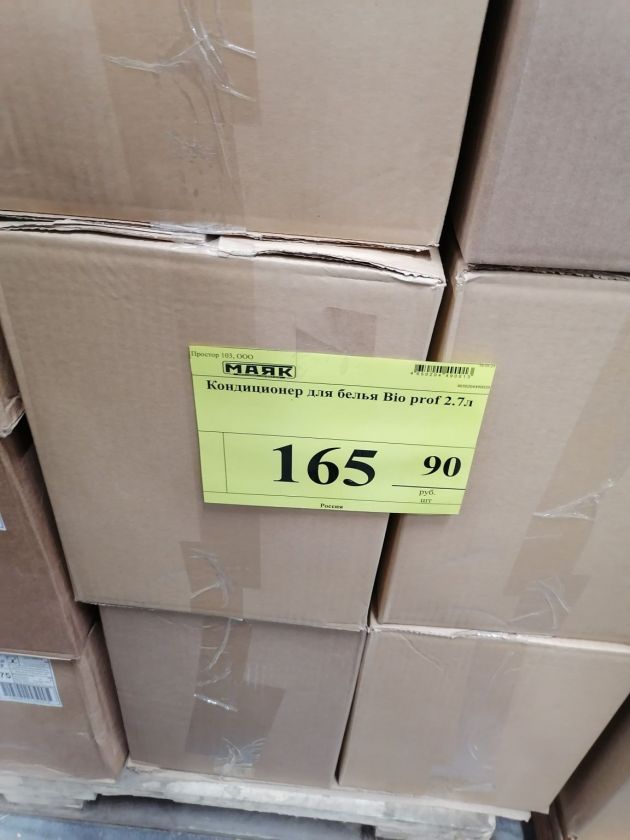 Простор 103, ООО
МАЯК
Кондиционер для белья Bio prof 2.7л
165 90
руб.
шт
Россия